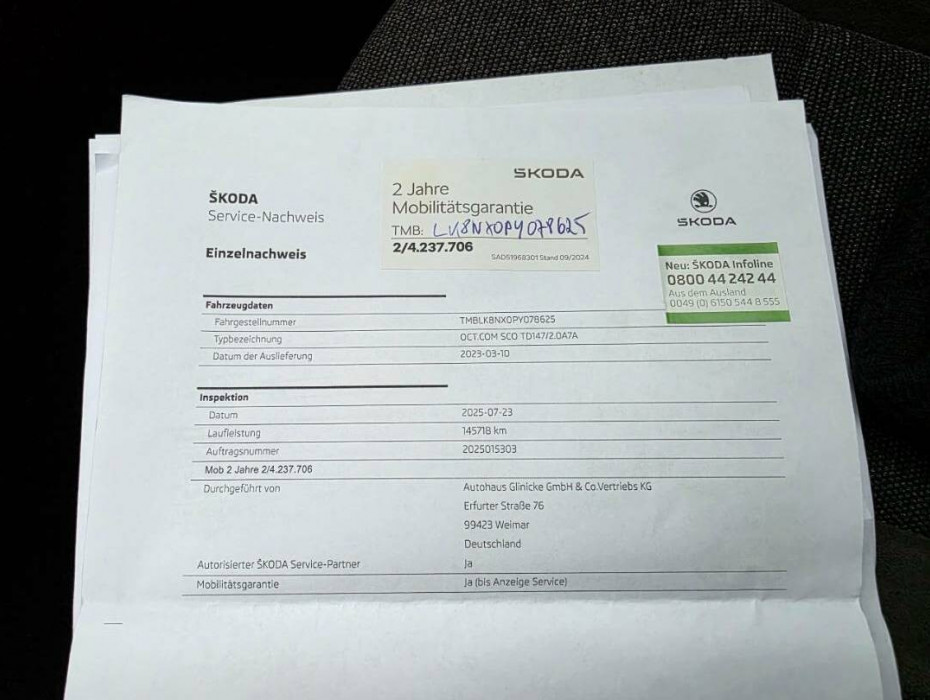 ŠKODA
Service-Nachweis
Einzelnachweis
SKODA
2 Jahre
Mobilitätsgarantie
TMB: LK8NX0PY078625
2/4.237.706
SAD51968301 Stand 09/2024
SKODA
Neu: ŠKODA Infoline
0800 44 242 44
Aus dem Ausland
0049 (0) 6150 544 8 555
Fahrzeugdaten
Fahrgestellnummer TMBLK8NX0PY078625
Typbezeichnung OCT.COM SCO TD147/2.0A7A
Datum der Auslieferung 2023-03-10
Inspektion
Datum 2025-07-23
Laufleistung 145718 km
Auftragsnummer 2025015303
Mob 2 Jahre 2/4.237.706
Durchgeführt von Autohaus Glinicke GmbH & Co.Vertriebs KG
Erfurter Straße 76
99423 Weimar
Deutschland
Autorisierter ŠKODA Service-Partner Ja
Mobilitätsgarantie Ja (bis Anzeige Service)